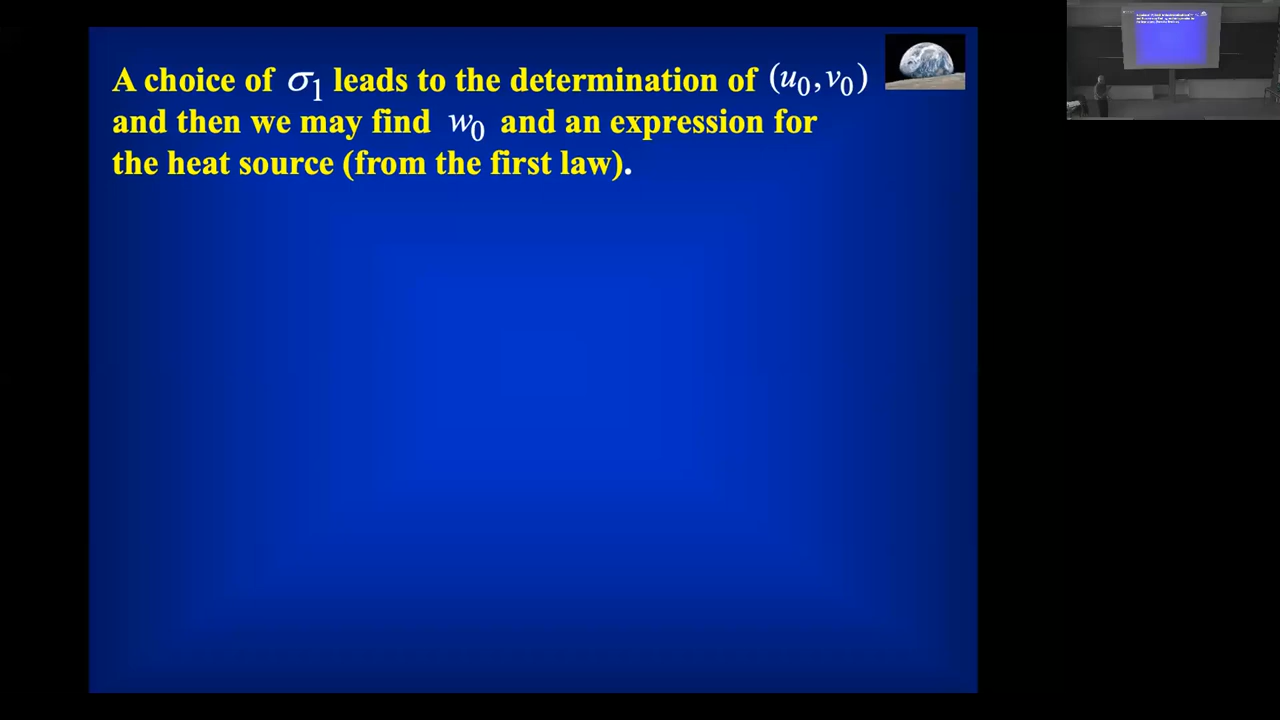 A choice of σ₁ leads to the determination of (u₀,v₀)
and then we may find w₀ and an expression for
the heat source (from the first law).